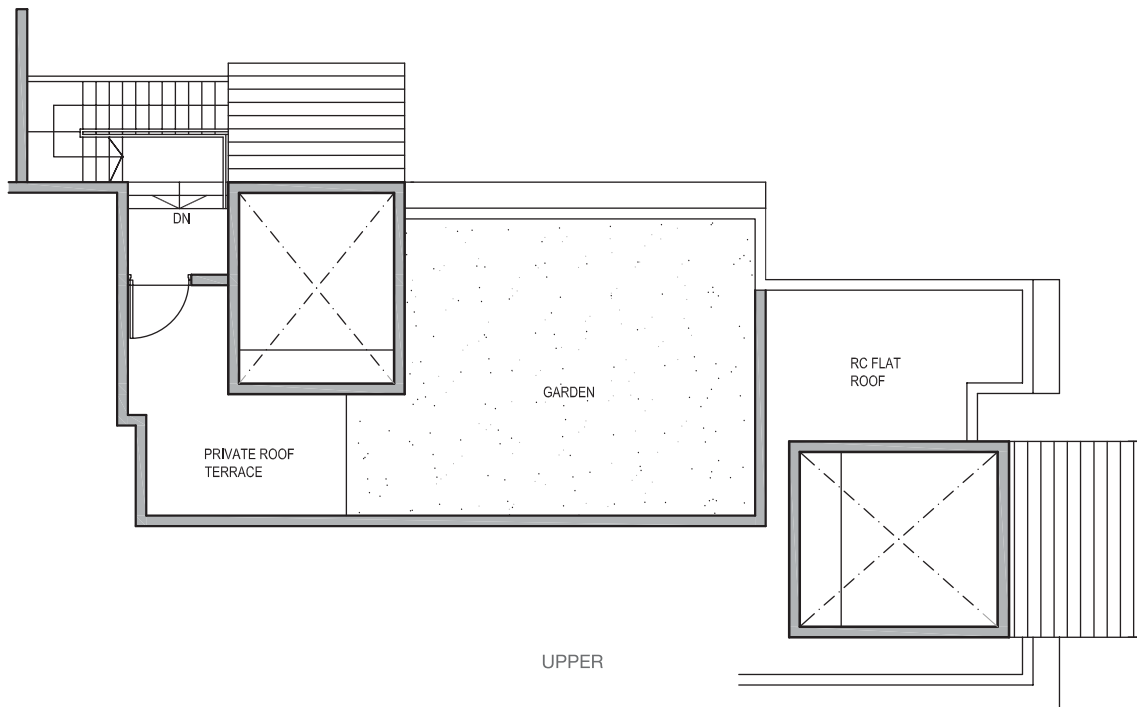 DN
RC FLAT
ROOF
GARDEN
PRIVATE ROOF
TERRACE
UPPER